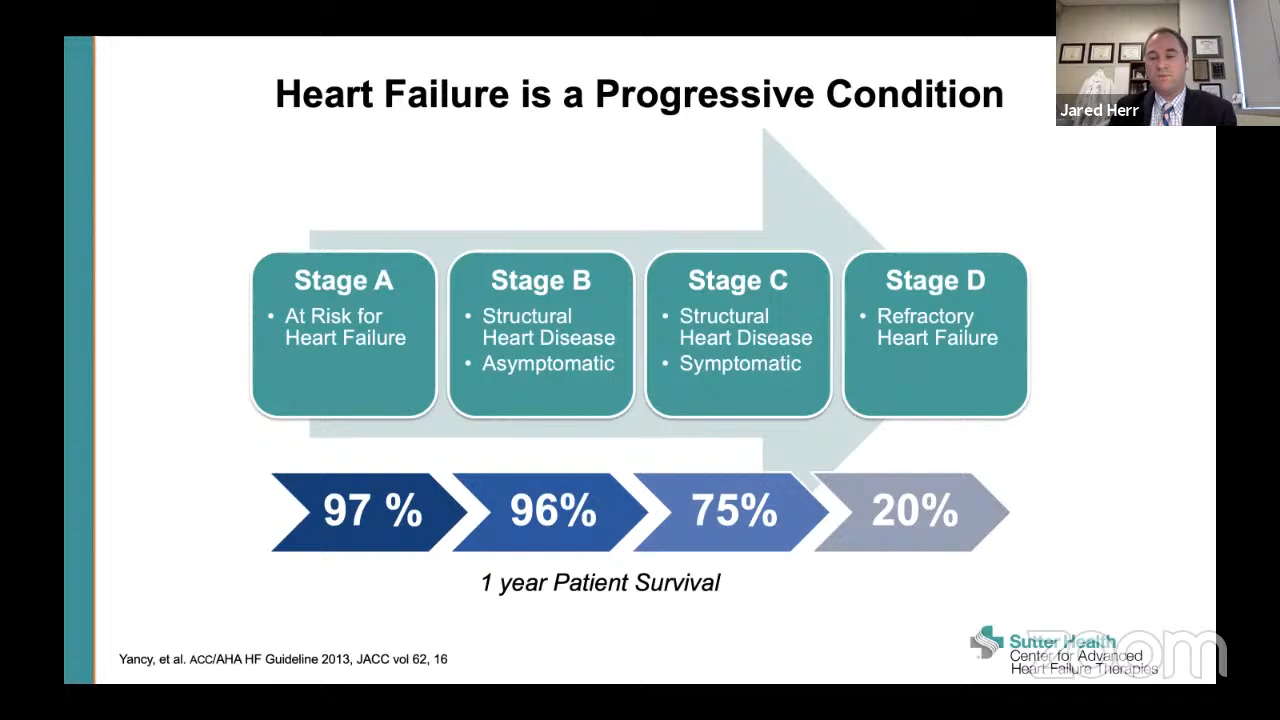 Heart Failure is a Progressive Condition
Jared Herr
Stage A
• At Risk for
Heart Failure
Stage B
• Structural
Heart Disease
• Asymptomatic
Stage C
• Structural
Heart Disease
• Symptomatic
Stage D
• Refractory
Heart Failure
97 %
96%
75%
20%
1 year Patient Survival
Yancy, et al. ACC/AHA HF Guideline 2013, JACC vol 62, 16
Sutter Health
Center for Advanced
Heart Failure Therapies
zoom